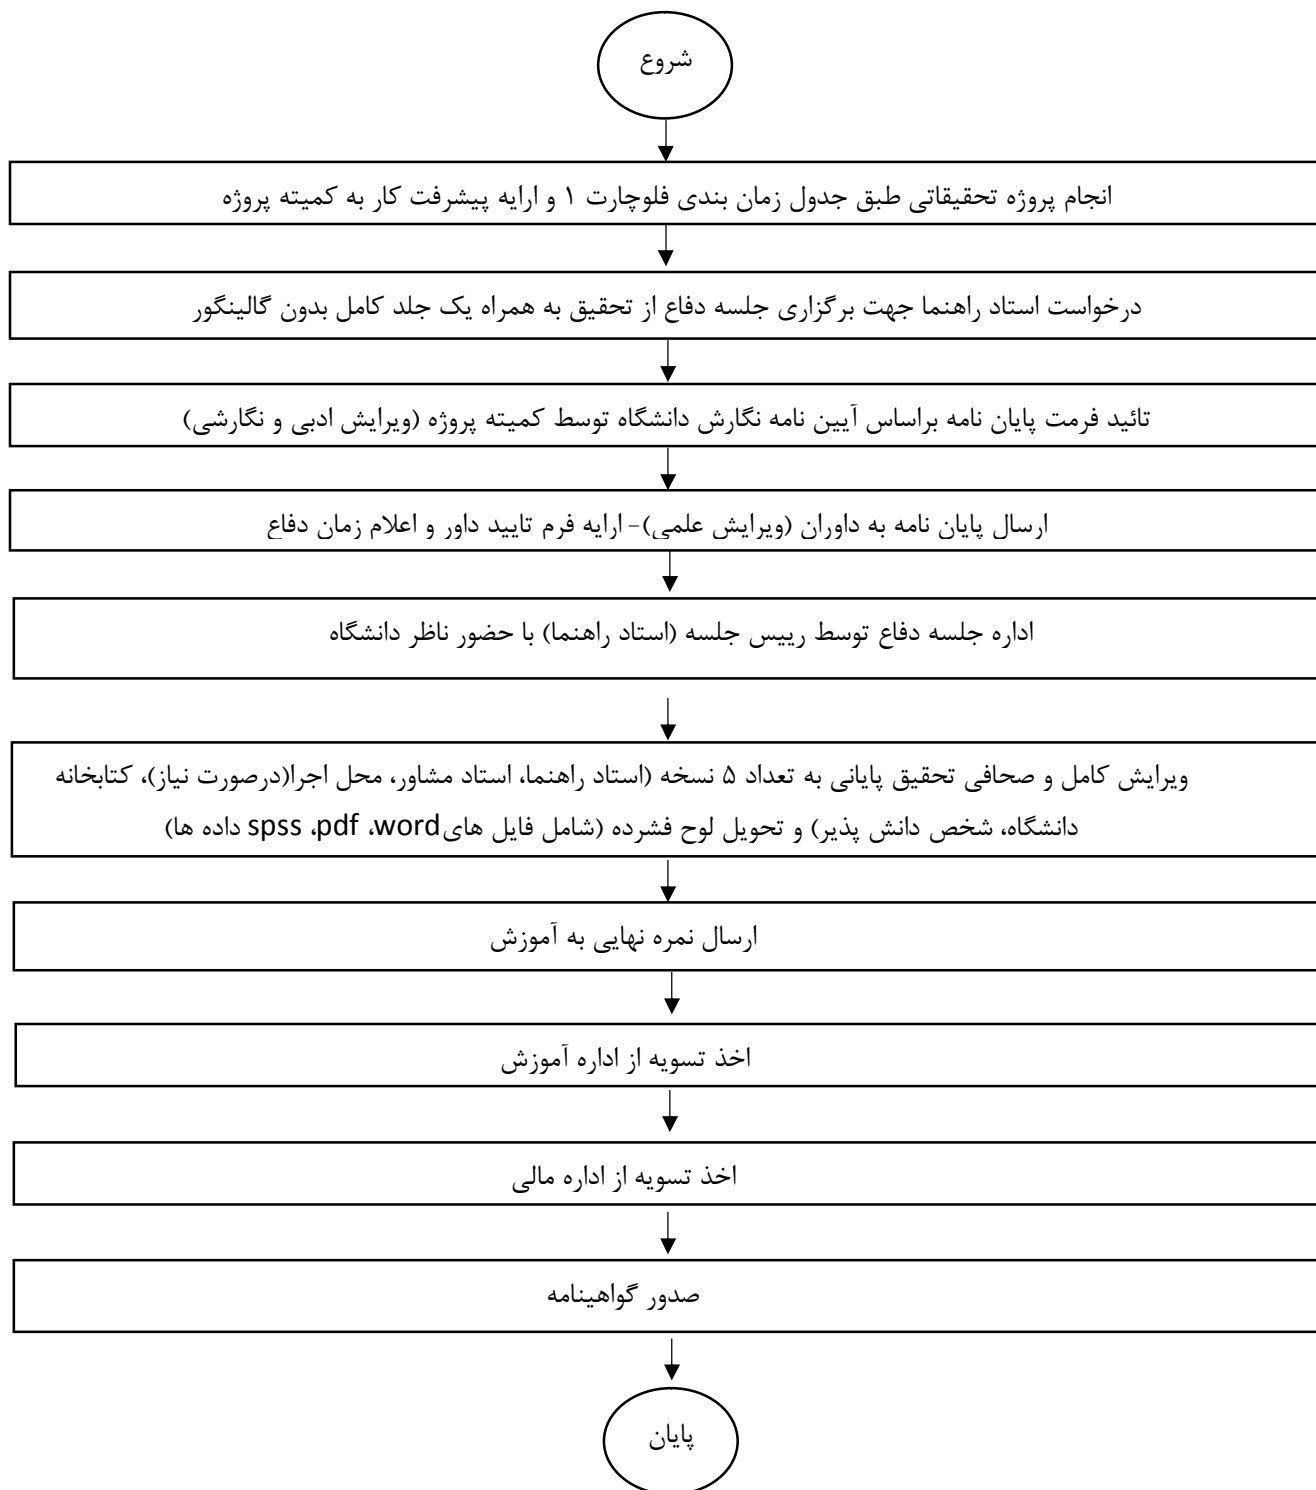 شروع
انجام پروژه تحقیقاتی طبق جدول زمان بندی فلوچارت ۱ و ارایه پیشرفت کار به کمیته پروژه
درخواست استاد راهنما جهت برگزاری جلسه دفاع از تحقیق به همراه یک جلد کامل بدون گالینگور
تائید فرمت پایان نامه براساس آیین نامه نگارش دانشگاه توسط کمیته پروژه (ویرایش ادبی و نگارشی)
ارسال پایان نامه به داوران (ویرایش علمی)- ارایه فرم تایید داور و اعلام زمان دفاع
اداره جلسه دفاع توسط رییس جلسه (استاد راهنما) با حضور ناظر دانشگاه
ویرایش کامل و صحافی تحقیق پایانی به تعداد ۵ نسخه (استاد راهنما، استاد مشاور، محل اجرا(درصورت نیاز)، کتابخانه
دانشگاه، شخص دانش پذیر) و تحویل لوح فشرده (شامل فایل های word، pdf، spss داده ها)
ارسال نمره نهایی به آموزش
اخذ تسویه از اداره آموزش
اخذ تسویه از اداره مالی
صدور گواهینامه
پایان